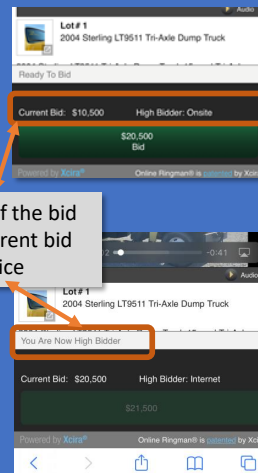 Audio
Lot# 1
2004 Sterling LT9511 Tri-Axle Dump Truck
Ready To Bid
Current Bid: $10,500 High Bidder: Onsite
$20,500
Bid
Powered by Xcira® Online Ringman® is patented by Xcir
f the bid
rent bid
ice
-0:41
Audio
Lot# 1
2004 Sterling LT9511 Tri-Axle Dump Truck
You Are Now High Bidder
Current Bid: $20,500 High Bidder: Internet
$21,500
Powered by Xcira® Online Ringman® is patented by Xci